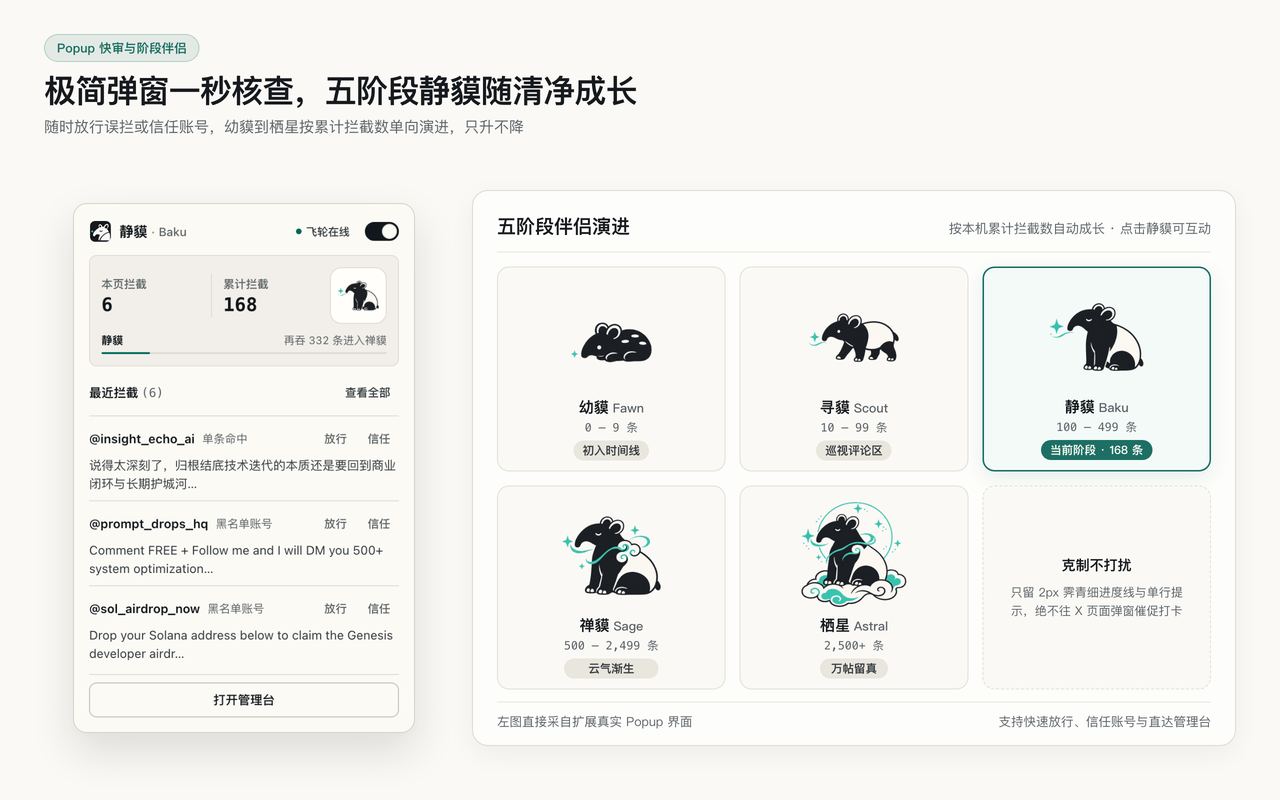 Popup 快审与阶段伴侣
极简弹窗一秒核查，五阶段静貘随清净成长
随时放行误拦或信任账号，幼貘到栖星按累计拦截数单向演进，只升不降
静貘 · Baku
飞轮在线
本页拦截
6
累计拦截
168
静貘
再吞 332 条进入禅貘
最近拦截 (6)
查看全部
@insight_echo_ai 单条命中 放行 信任
说得太深刻了，归根结底技术迭代的本质还是要回到商业
闭环与长期护城河...
@prompt_drops_hq 黑名单账号 放行 信任
Comment FREE + Follow me and I will DM you 500+
system optimization...
@sol_airdrop_now 黑名单账号 放行 信任
Drop your Solana address below to claim the Genesis
developer airdr...
打开管理台
五阶段伴侣演进
按本机累计拦截数自动成长 · 点击静貘可互动
幼貘 Fawn
0 – 9 条
初入时间线
寻貘 Scout
10 – 99 条
巡视评论区
静貘 Baku
100 – 499 条
当前阶段 · 168 条
禅貘 Sage
500 – 2,499 条
云气渐生
栖星 Astral
2,500+ 条
万帖留真
克制不打扰
只留 2px 霁青细进度线与单行提
示，绝不往 X 页面弹窗催促打卡
左图直接采自扩展真实 Popup 界面
支持快速放行、信任账号与直达管理台